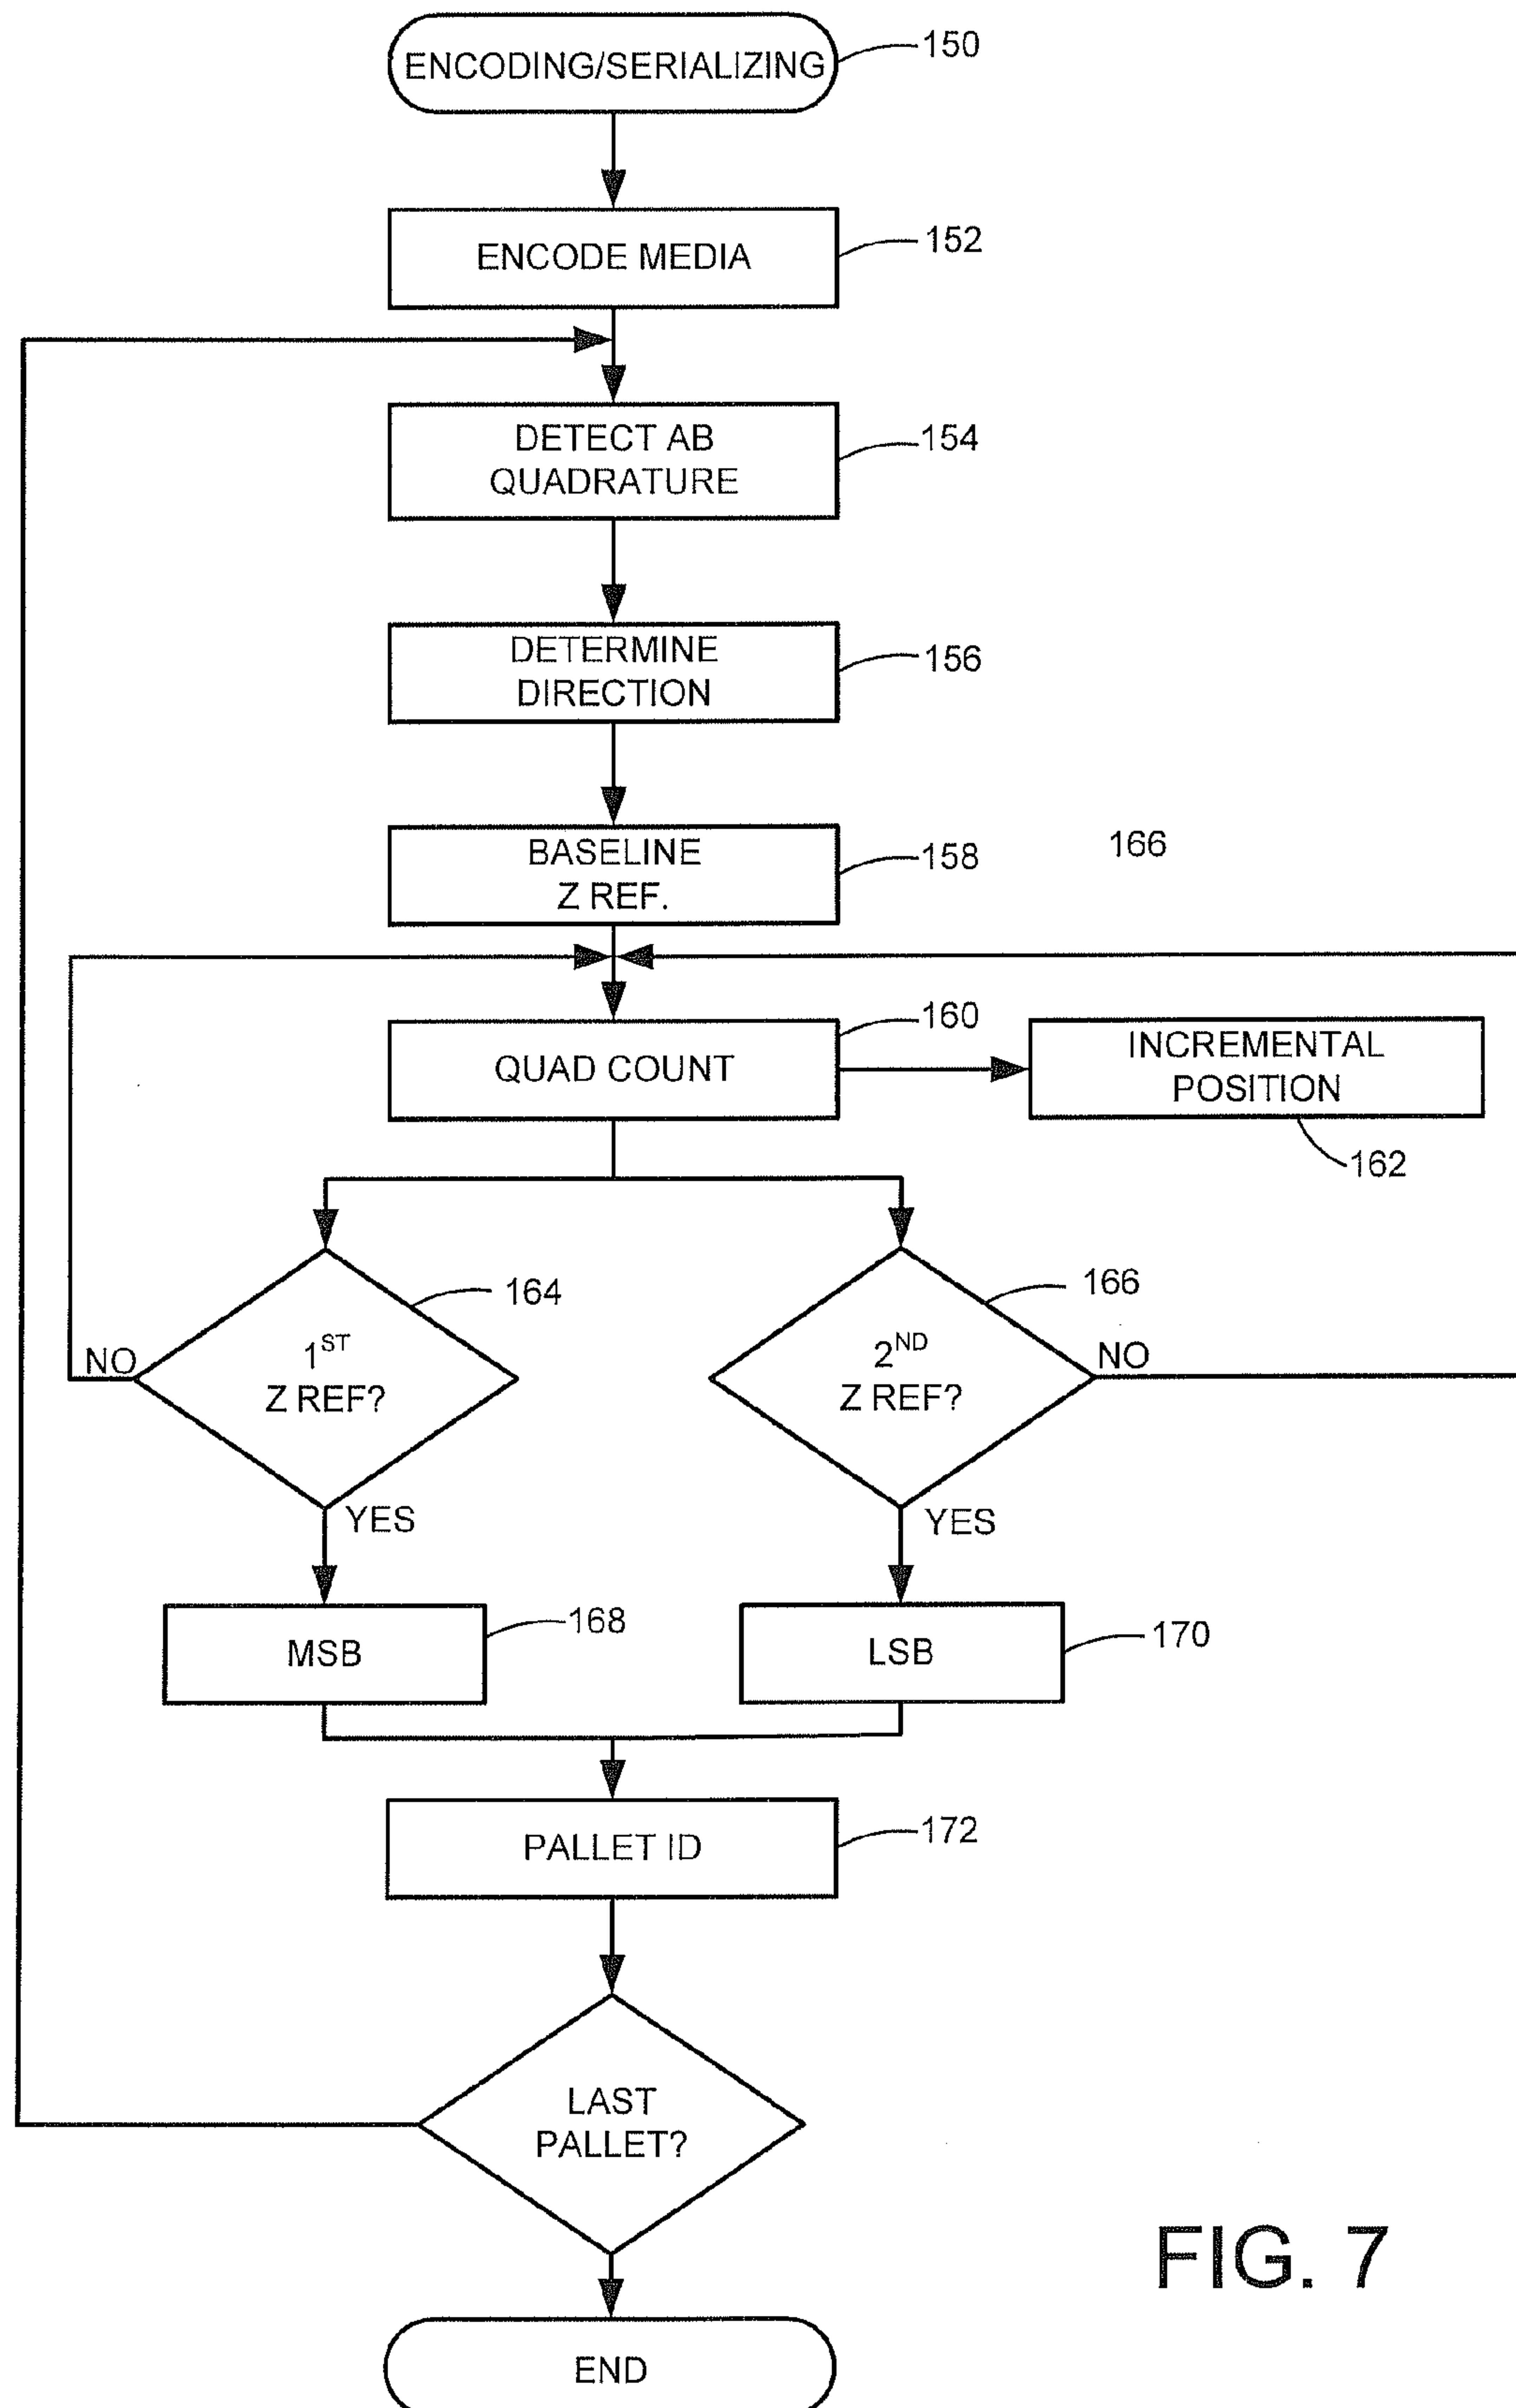 ENCODING/SERIALIZING
150
ENCODE MEDIA
152
DETECT AB
QUADRATURE
154
DETERMINE
DIRECTION
156
BASELINE
Z REF.
158
166
QUAD COUNT
160
INCREMENTAL
POSITION
162
1ST
Z REF?
164
NO
YES
2ND
Z REF?
166
NO
YES
MSB
168
LSB
170
PALLET ID
172
LAST
PALLET?
END
FIG. 7